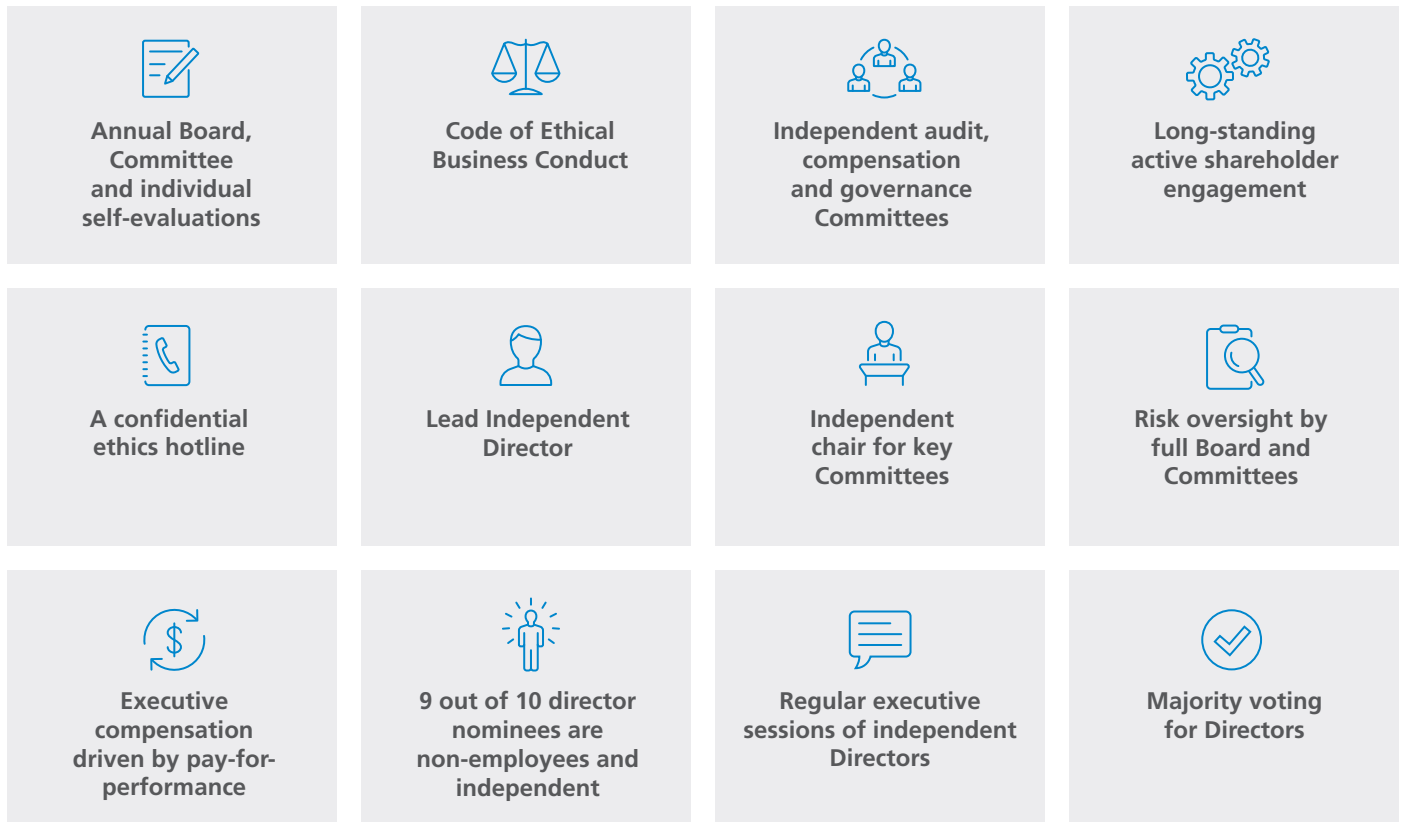 Annual Board,
Committee
and individual
self-evaluations
Code of Ethical
Business Conduct
Independent audit,
compensation
and governance
Committees
Long-standing
active shareholder
engagement
A confidential
ethics hotline
Lead Independent
Director
Independent
chair for key
Committees
Risk oversight by
full Board and
Committees
Executive
compensation
driven by pay-for-
performance
9 out of 10 director
nominees are
non-employees and
independent
Regular executive
sessions of independent
Directors
Majority voting
for Directors